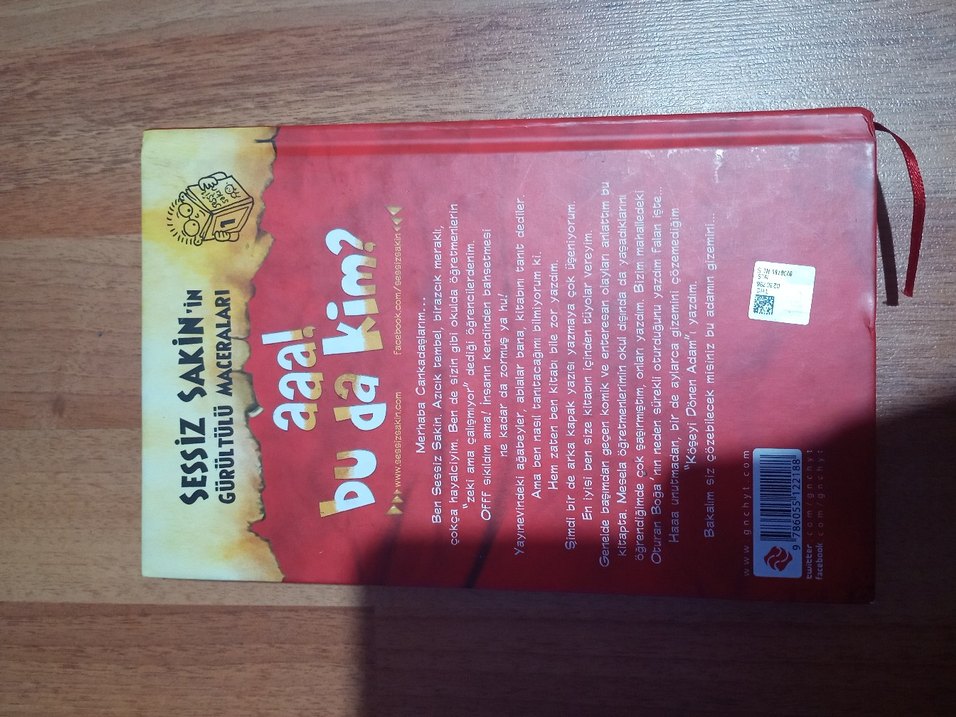 SESSİZ SAKİN'in
GÜRÜLTÜLÜ MACERALARI
SESSİZ
SAKİN
1
aaa!
bu da kim?
www.sessizsakin.com
facebook.com/sessizsakin
Merhaba Cankadaşlarım...
Ben Sessiz Sakin. Azıcık tembel, birazcık meraklı,
çokça hayalciyim. Ben de sizin gibi okulda öğretmenlerin
"zeki ama çalışmıyor" dediği öğrencilerdenim.
Offf sıkıldım ama! İnsanın kendinden bahsetmesi
ne kadar da zormuş ya hu!
Yayınevindeki ağabeyler, ablalar bana, kitabını tanıt dediler
Ama ben nasıl tanıtacağımı bilmiyorum ki.
Hem zaten ben kitabı bile zor yazdım.
Şimdi bir de arka kapak yazısı yazmaya çok üşeniyorum
En iyisi ben size kitabın içinden tüyolar vereyim.
Genelde başımdan geçen komik ve enteresan olayları anlattım bu
kitapta. Mesela öğretmenlerimin okul dışında da yaşadıklarını
öğrendiğimde çok şaşırmıştım, onları yazdım. Bizim mahalledeki
Oturan Boğa'nın neden sürekli oturduğunu yazdım falan işte...
Haaa unutmadan, bir de aylarca gizemini çözemediğim
"Köşeyi Dönen Adam"ı yazdım.
Bakalım siz çözebilecek misiniz bu adamın gizemini...
www.gnchyt.com
9 786055 122188
twitter.com/gnchyt
facebook.com/gnchyt